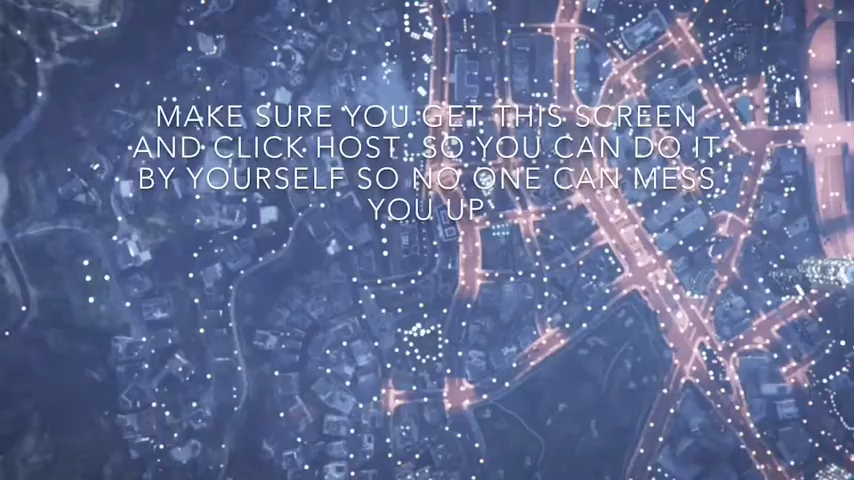 MAKE SURE YOU GET THIS SCREEN
AND CLICK HOST SO YOU CAN DO IT
BY YOURSELF SO NO ONE CAN MESS
YOU UP